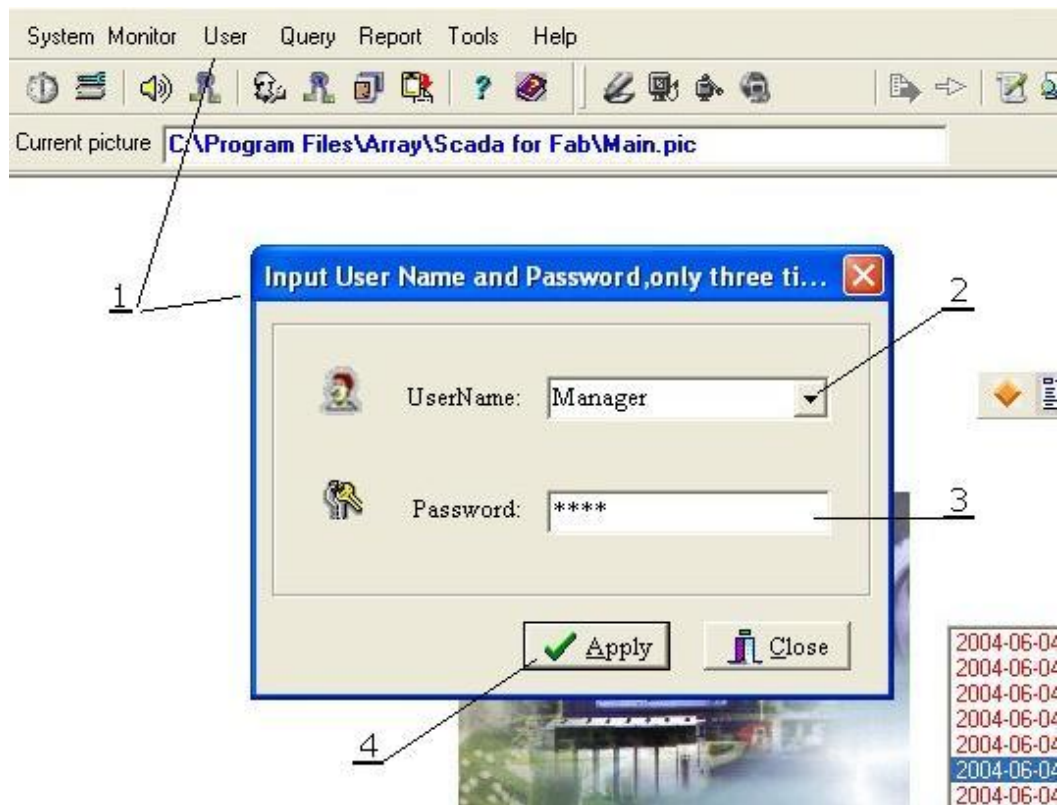 System Monitor User Query Report Tools Help
?
Current picture C:\Program Files\Array\Scada for Fab\Main.pic
Input User Name and Password,only three ti...
1
2
UserName: Manager
Password: ****
3
Apply Close
4
2004-06-04
2004-06-04
2004-06-04
2004-06-04
2004-06-04
2004-06-04
2004-06-04